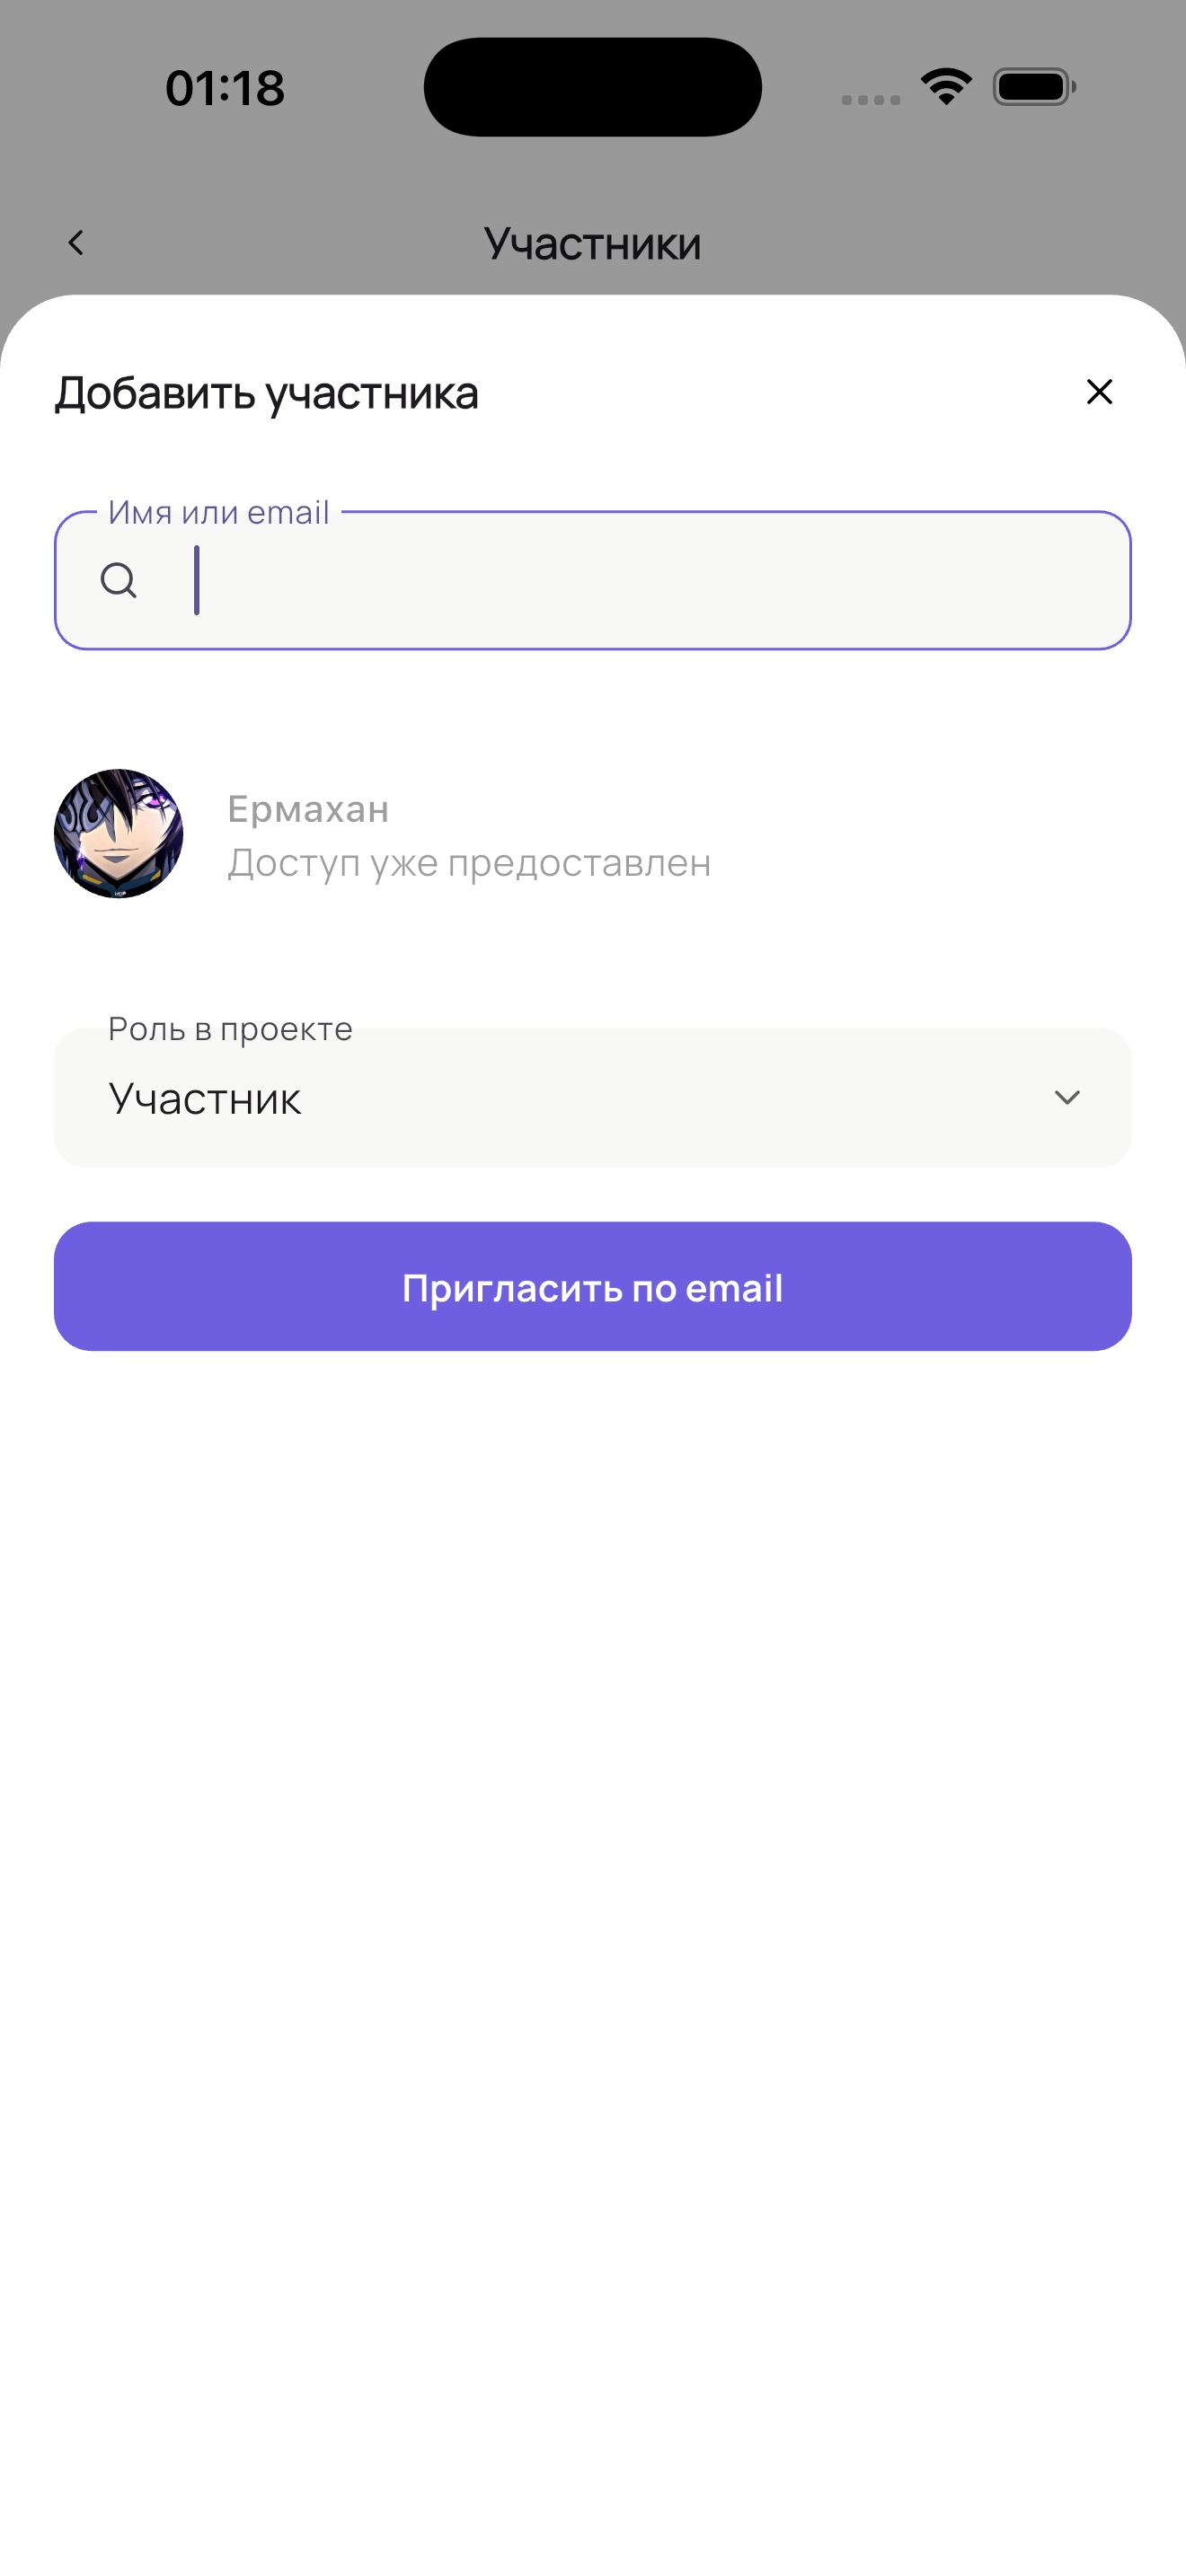 01:18
Участники
Добавить участника
Имя или email
Ермахан
Доступ уже предоставлен
Роль в проекте
Участник
Пригласить по email